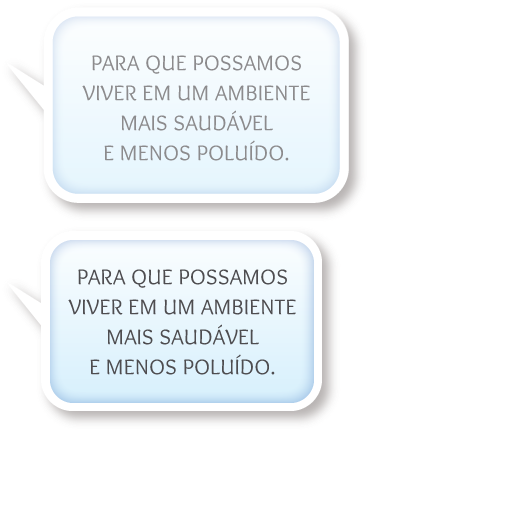 PARA QUE POSSAMOS
VIVER EM UM AMBIENTE
MAIS SAUDÁVEL
E MENOS POLUÍDO.
PARA QUE POSSAMOS
VIVER EM UM AMBIENTE
MAIS SAUDÁVEL
E MENOS POLUÍDO.